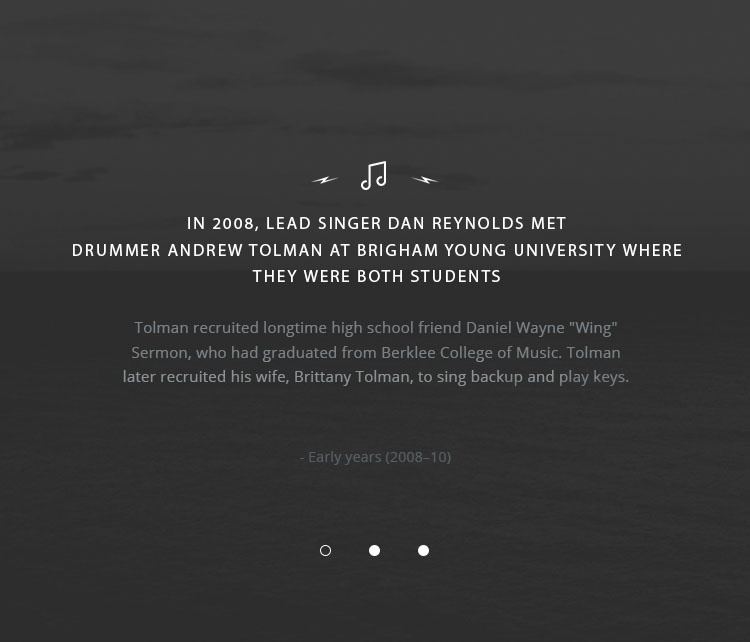 IN 2008, LEAD SINGER DAN REYNOLDS MET
DRUMMER ANDREW TOLMAN AT BRIGHAM YOUNG UNIVERSITY WHERE
THEY WERE BOTH STUDENTS
Tolman recruited longtime high school friend Daniel Wayne "Wing"
Sermon, who had graduated from Berklee College of Music. Tolman
later recruited his wife, Brittany Tolman, to sing backup and play keys.
- Early years (2008–10)